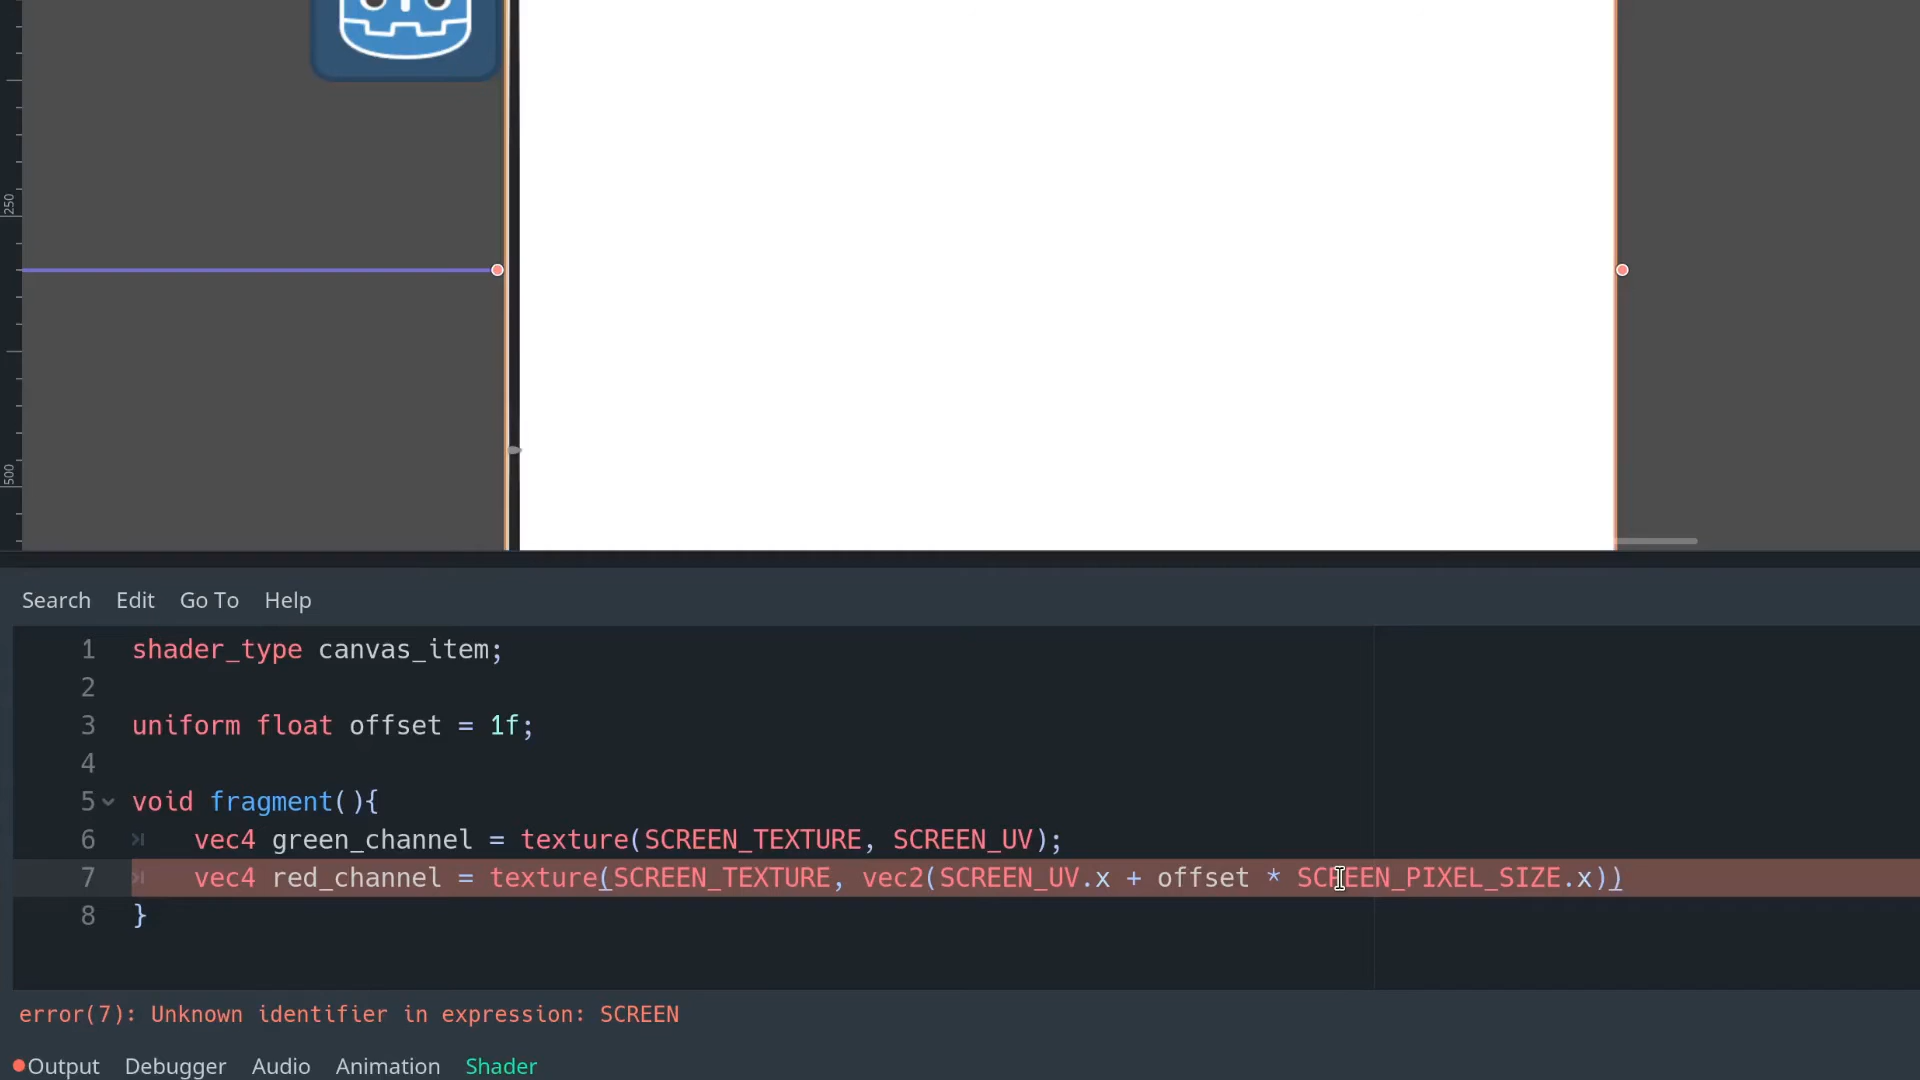 250
500
Search Edit Go To Help
1 shader_type canvas_item;
2
3 uniform float offset = 1f;
4
5 void fragment(){
6 vec4 green_channel = texture(SCREEN_TEXTURE, SCREEN_UV);
7 vec4 red_channel = texture(SCREEN_TEXTURE, vec2(SCREEN_UV.x + offset * SCREEN_PIXEL_SIZE.x))
8 }
error(7): Unknown identifier in expression: SCREEN
Output Debugger Audio Animation Shader